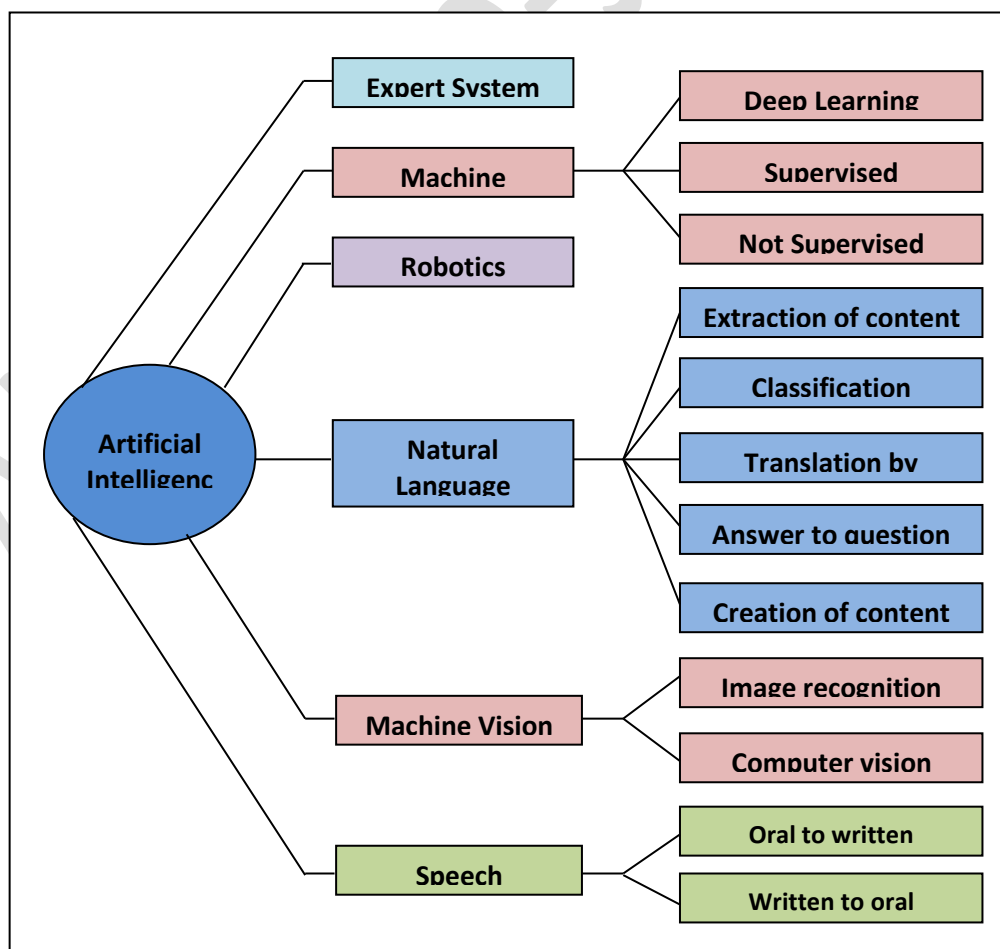 Expert System
Deep Learning
Machine
Supervised
Not Supervised
Robotics
Extraction of content
Classification
Artificial
Intelligenc
Natural
Language
Translation by
Answer to question
Creation of content
Machine Vision
Image recognition
Computer vision
Speech
Oral to written
Written to oral